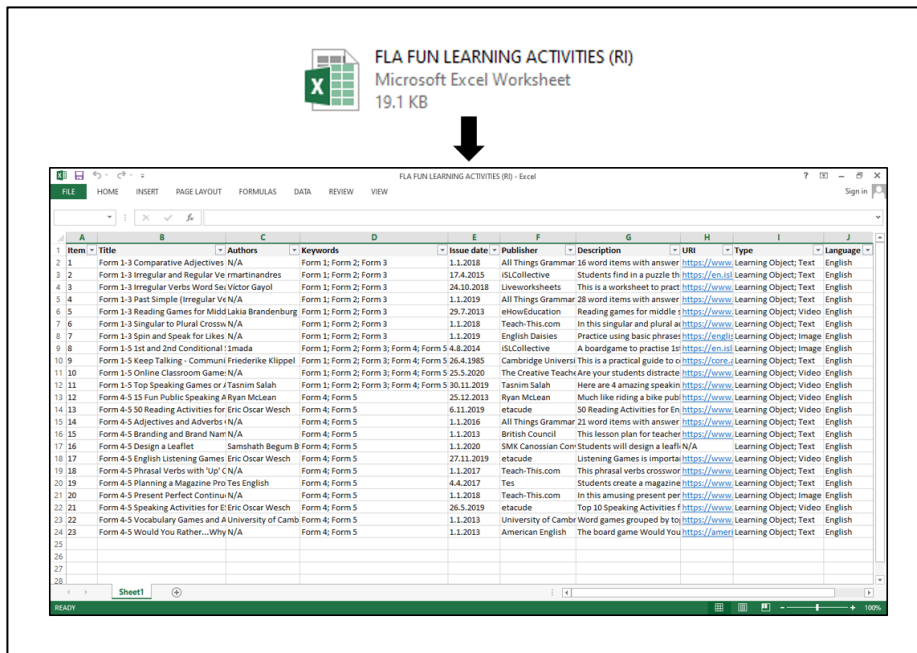 FLA FUN LEARNING ACTIVITIES (RI)
Microsoft Excel Worksheet
19.1 KB
FLA FUN LEARNING ACTIVITIES (RI) - Excel
FILE HOME INSERT PAGE LAYOUT FORMULAS DATA REVIEW VIEW Sign in
A B C D E F G H I J
1 Item Title Authors Keywords Issue date Publisher Description URI Type Language
2 1 Form 1-3 Comparative Adjectives N/A Form 1; Form 2; Form 3 1.1.2018 All Things Grammar 16 word items with answer https://www. Learning Object; Text English
3 2 Form 1-3 Irregular and Regular Ve rmartinandres Form 1; Form 2; Form 3 17.4.2015 iSLCollective Students find in a puzzle th https://en.isl Learning Object; Text English
4 3 Form 1-3 Irregular Verbs Word Sea Víctor Gayol Form 1; Form 2; Form 3 24.10.2018 Liveworksheets This is a worksheet to pract https://www. Learning Object; Text English
5 4 Form 1-3 Past Simple (Irregular Ve N/A Form 1; Form 2; Form 3 1.1.2019 All Things Grammar 28 word items with answer https://www. Learning Object; Text English
6 5 Form 1-3 Reading Games for Midd Lakia Brandenburg Form 1; Form 2; Form 3 29.7.2013 eHowEducation Reading games for middle s https://www. Learning Object; Video English
7 6 Form 1-3 Singular to Plural Crossw N/A Form 1; Form 2; Form 3 1.1.2018 Teach-This.com In this singular and plural a https://www. Learning Object; Text English
8 7 Form 1-3 Spin and Speak for Likes N/A Form 1; Form 2; Form 3 1.1.2019 English Daisies Practice using basic phrases https://englis Learning Object; Image English
9 8 Form 1-5 1st and 2nd Conditional 1mada Form 1; Form 2; Form 3; Form 4; Form 5 4.8.2014 iSLCollective A boardgame to practise 1st https://en.isl Learning Object; Text English
10 9 Form 1-5 Keep Talking - Communi Friederike Klippel Form 1; Form 2; Form 3; Form 4; Form 5 26.4.1985 Cambridge Universi This is a practical guide to c https://core. Learning Object; Text English
11 10 Form 1-5 Online Classroom Game N/A Form 1; Form 2; Form 3; Form 4; Form 5 25.5.2020 The Creative Teache Are your students distracte https://www. Learning Object; Video English
12 11 Form 1-5 Top Speaking Games or Tasnim Salah Form 1; Form 2; Form 3; Form 4; Form 5 30.11.2019 Tasnim Salah Here are 4 amazing speakin https://www. Learning Object; Video English
13 12 Form 4-5 15 Fun Public Speaking A Ryan McLean Form 4; Form 5 25.12.2013 Ryan McLean Much like riding a bike publ https://www. Learning Object; Video English
14 13 Form 4-5 50 Reading Activities for Eric Oscar Wesch Form 4; Form 5 6.11.2019 etacude 50 Reading Activities for En https://www. Learning Object; Video English
15 14 Form 4-5 Adjectives and Adverbs N/A Form 4; Form 5 1.1.2016 All Things Grammar 21 word items with answer https://www. Learning Object; Text English
16 15 Form 4-5 Branding and Brand Nam N/A Form 4; Form 5 1.1.2013 British Council This lesson plan for teacher https://www. Learning Object; Text English
17 16 Form 4-5 Design a Leaflet Samshath Begum B Form 4; Form 5 1.1.2020 SMK Canossian Con Students will design a leafl N/A Learning Object; Text English
18 17 Form 4-5 English Listening Games Eric Oscar Wesch Form 4; Form 5 27.11.2019 etacude Listening Games is importa https://www. Learning Object; Video English
19 18 Form 4-5 Phrasal Verbs with 'Up' N/A Form 4; Form 5 1.1.2017 Teach-This.com This phrasal verbs crosswor https://www. Learning Object; Text English
20 19 Form 4-5 Planning a Magazine Pro Tes English Form 4; Form 5 4.4.2017 Tes Students create a magazine https://www. Learning Object; Text English
21 20 Form 4-5 Present Perfect Continu N/A Form 4; Form 5 1.1.2018 Teach-This.com In this amusing present per https://www. Learning Object; Image English
22 21 Form 4-5 Speaking Activities for E Eric Oscar Wesch Form 4; Form 5 26.5.2019 etacude Top 10 Speaking Activities f https://www. Learning Object; Video English
23 22 Form 4-5 Vocabulary Games and A University of Camb Form 4; Form 5 1.1.2013 University of Cambr Word games grouped by to https://www. Learning Object; Text English
24 23 Form 4-5 Would You Rather...Why N/A Form 4; Form 5 1.1.2013 American English The board game Would You https://ameri Learning Object; Text English
25
26
27
28
Sheet1
READY 100%